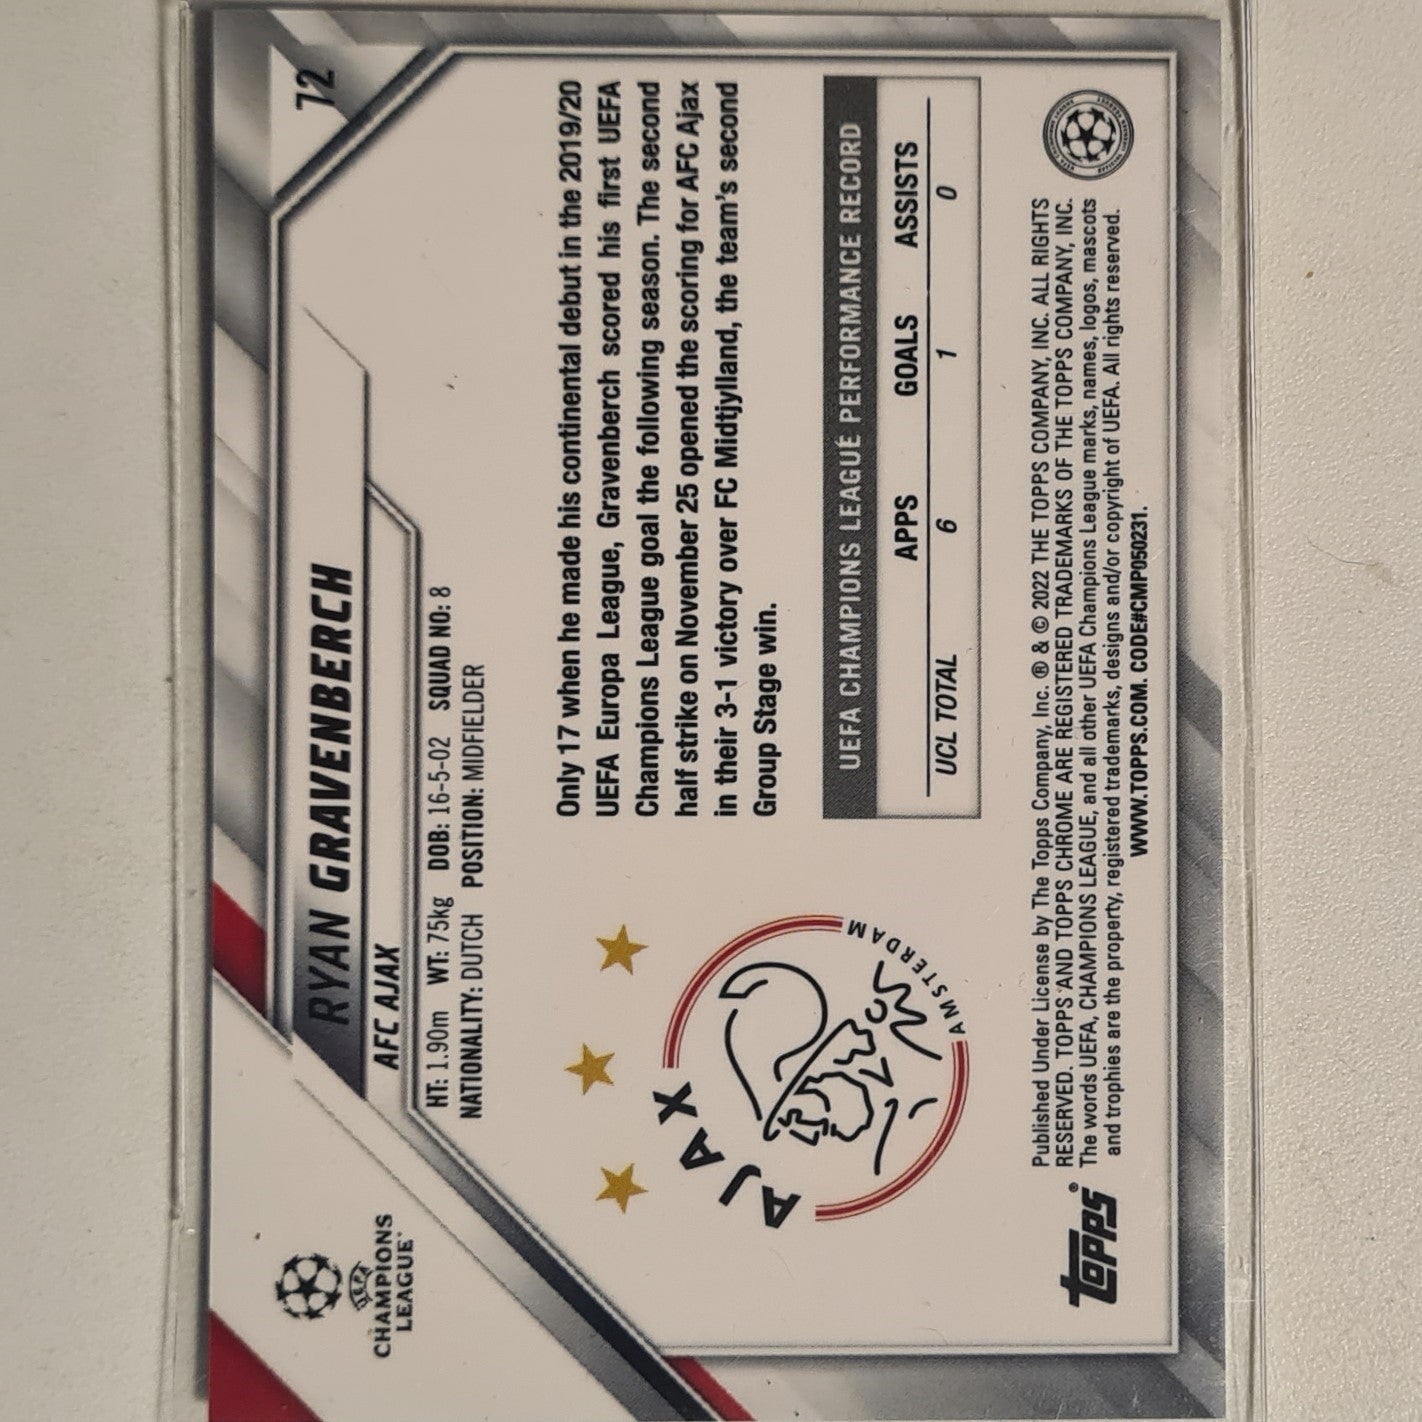 72
RYAN GRAVENBERCH
AFC AJAX
HT: 1.90m WT: 75kg DOB: 16-5-02 SQUAD NO: 8
NATIONALITY: DUTCH POSITION: MIDFIELDER
UEFA
CHAMPIONS
LEAGUE
Only 17 when he made his continental debut in the 2019/20
UEFA Europa League, Gravenberch scored his first UEFA
Champions League goal the following season. The second
half strike on November 25 opened the scoring for AFC Ajax
in their 3-1 victory over FC Midtjylland, the team's second
Group Stage win.
AJAX
AMSTERDAM
UEFA CHAMPIONS LEAGUE PERFORMANCE RECORD
APPS GOALS ASSISTS
UCL TOTAL 6 1 0
topps®
Published Under License by The Topps Company, Inc. ® & © 2022 THE TOPPS COMPANY, INC. ALL RIGHTS
RESERVED. TOPPS AND TOPPS CHROME ARE REGISTERED TRADEMARKS OF THE TOPPS COMPANY, INC.
The words UEFA, CHAMPIONS LEAGUE, and all other UEFA Champions League marks, names, logos, mascots
and trophies are the property, registered trademarks, designs and/or copyright of UEFA. All rights reserved.
WWW.TOPPS.COM. CODE#CMP050231.